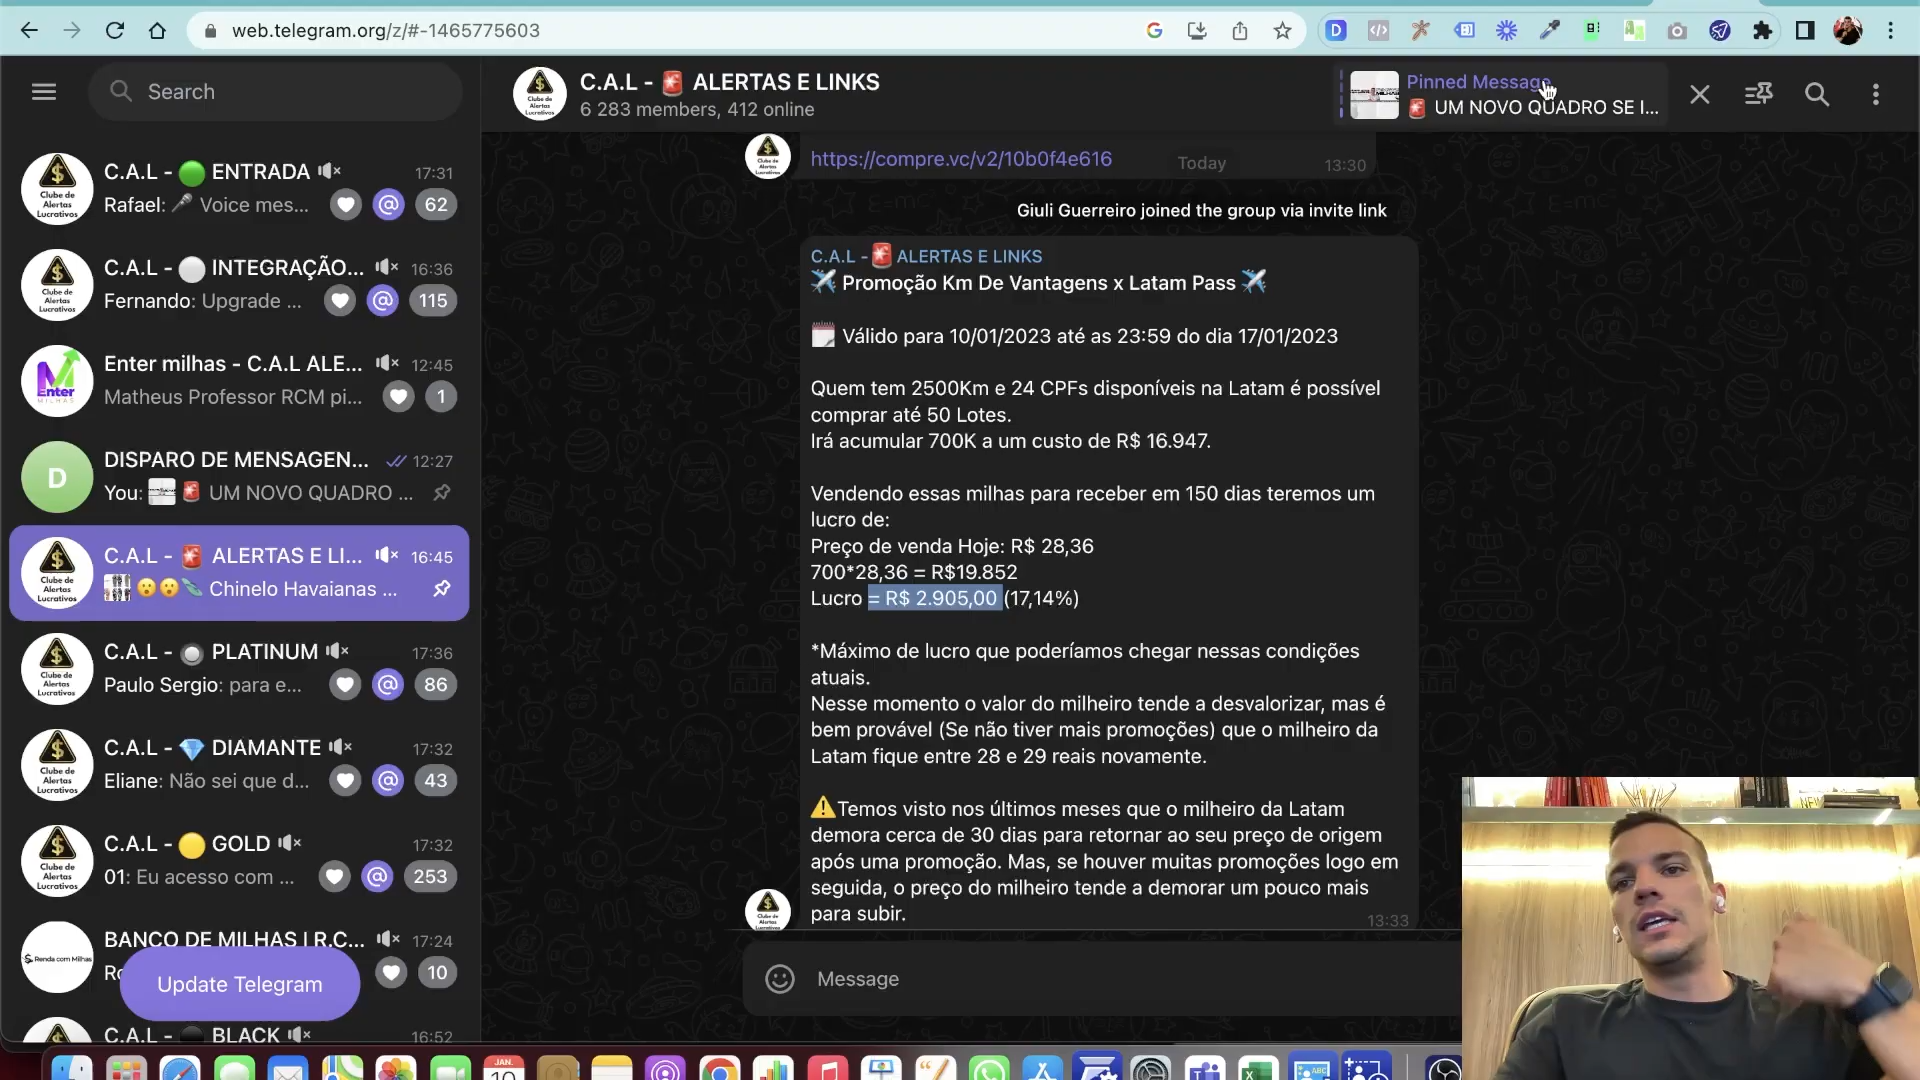 web.telegram.org/z/#-1465775603
Search
C.A.L - 🚨 ALERTAS E LINKS
6 283 members, 412 online
Pinned Message
🚨 UM NOVO QUADRO SE I...
C.A.L - 🟢 ENTRADA
17:31
Rafael: 🎤 Voice mes...
@
62
C.A.L - ⚪ INTEGRAÇÃO...
16:36
Fernando: Upgrade ...
@
115
Enter milhas - C.A.L ALE...
12:45
Matheus Professor RCM pi...
1
Enter
MILHAS
DISPARO DE MENSAGEN...
12:27
D
You: 🚨 UM NOVO QUADRO ...
C.A.L - 🚨 ALERTAS E LI...
16:45
😮😮🩴 Chinelo Havaianas ...
C.A.L - 🔘 PLATINUM
17:36
Paulo Sergio: para e...
@
86
C.A.L - 💎 DIAMANTE
17:32
Eliane: Não sei que d...
@
43
C.A.L - 🟡 GOLD
17:32
01: Eu acesso com ...
@
253
BANCO DE MILHAS | R.C...
17:24
Renda com Milhas
10
Update Telegram
C.A.L - ⚫ BLACK
16:52
Clube de
Alertas
Lucrativos
https://compre.vc/v2/10b0f4e616
Today
13:30
Giuli Guerreiro joined the group via invite link
C.A.L - 🚨 ALERTAS E LINKS
✈️ Promoção Km De Vantagens x Latam Pass ✈️
🗓 Válido para 10/01/2023 até as 23:59 do dia 17/01/2023
Quem tem 2500Km e 24 CPFs disponíveis na Latam é possível
comprar até 50 Lotes.
Irá acumular 700K a um custo de R$ 16.947.
Vendendo essas milhas para receber em 150 dias teremos um
lucro de:
Preço de venda Hoje: R$ 28,36
700*28,36 = R$19.852
Lucro = R$ 2.905,00 (17,14%)
*Máximo de lucro que poderíamos chegar nessas condições
atuais.
Nesse momento o valor do milheiro tende a desvalorizar, mas é
bem provável (Se não tiver mais promoções) que o milheiro da
Latam fique entre 28 e 29 reais novamente.
⚠️Temos visto nos últimos meses que o milheiro da Latam
demora cerca de 30 dias para retornar ao seu preço de origem
após uma promoção. Mas, se houver muitas promoções logo em
seguida, o preço do milheiro tende a demorar um pouco mais
para subir.
13:33
Message
JAN.
10